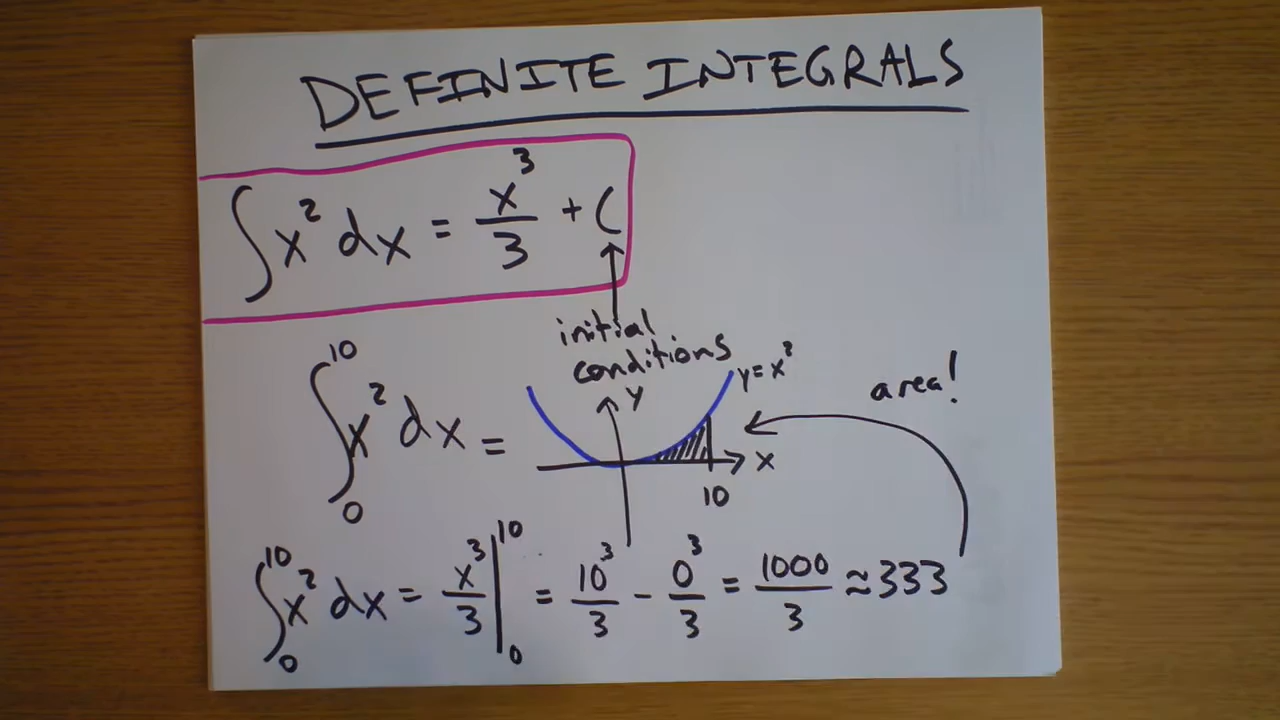 DEFINITE INTEGRALS
∫ x² dx = x³/3 + C
initial
conditions
∫₀¹⁰ x² dx =
y
y = x²
x
10
area!
∫₀¹⁰ x² dx = x³/3 |₀¹⁰ = 10³/3 - 0³/3 = 1000/3 ≈ 333